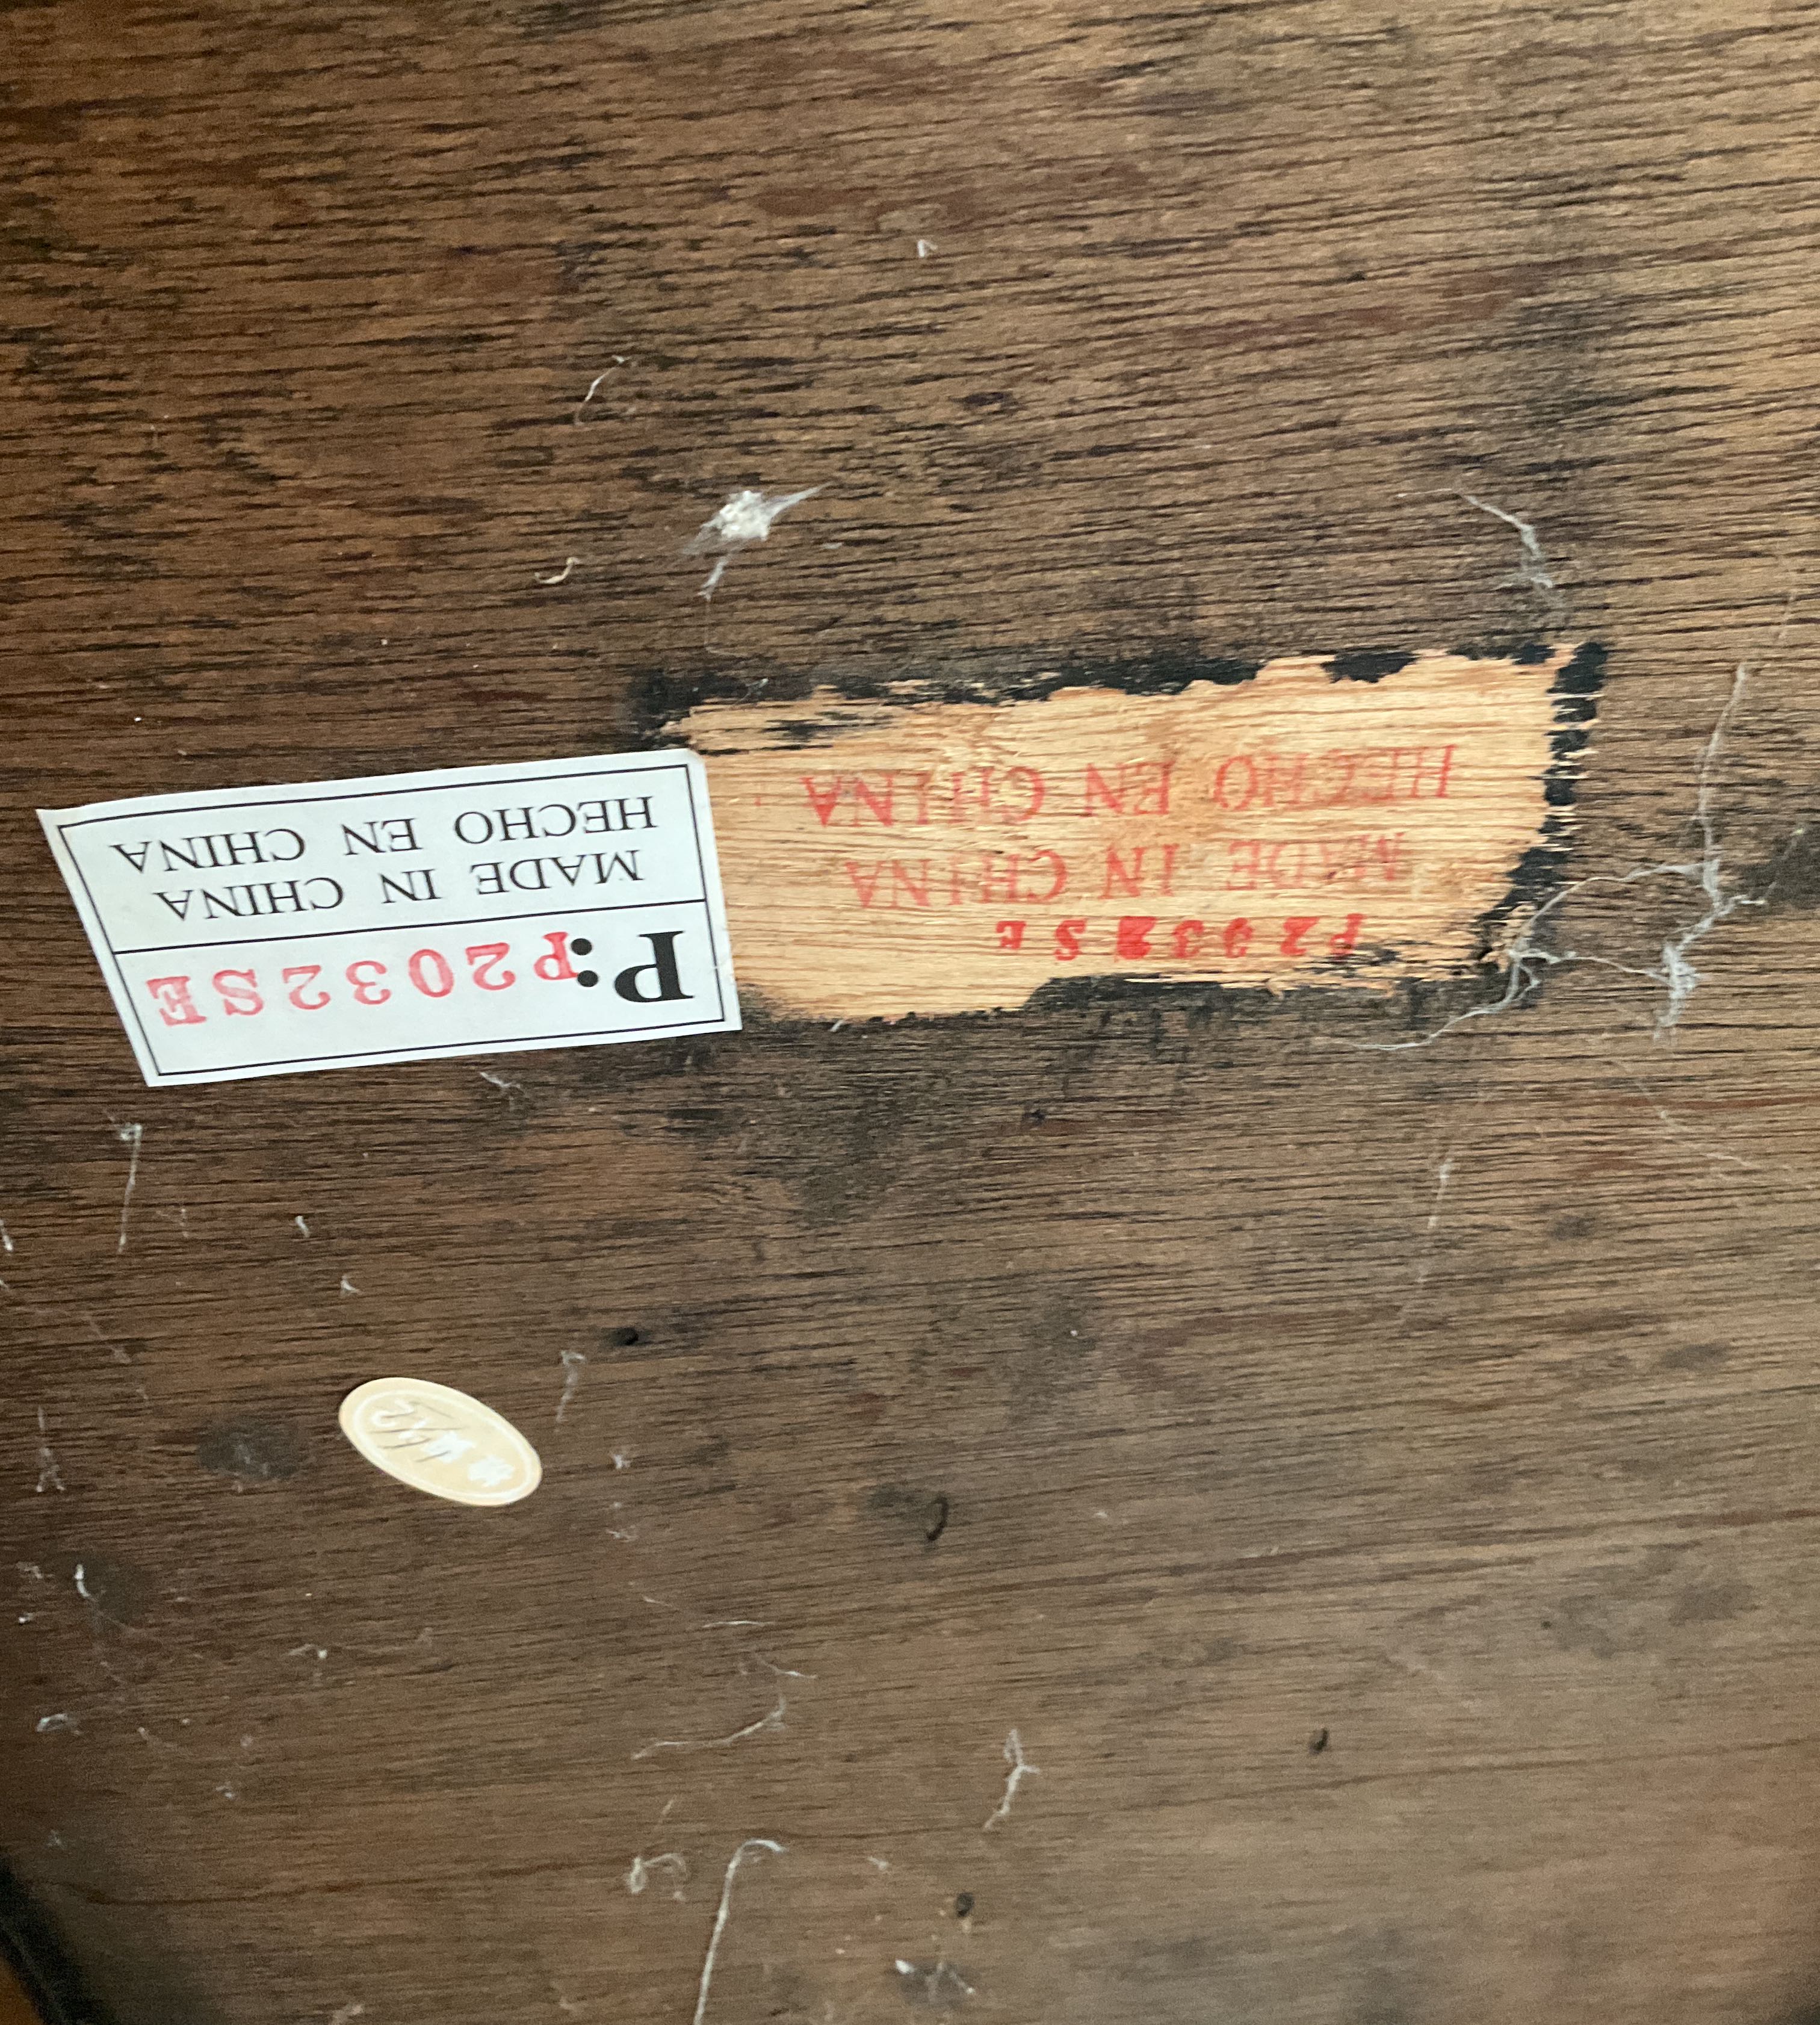 P2032SE
MADE IN CHINA
HECHO EN CHINA
P: P2032SE
MADE IN CHINA
HECHO EN CHINA